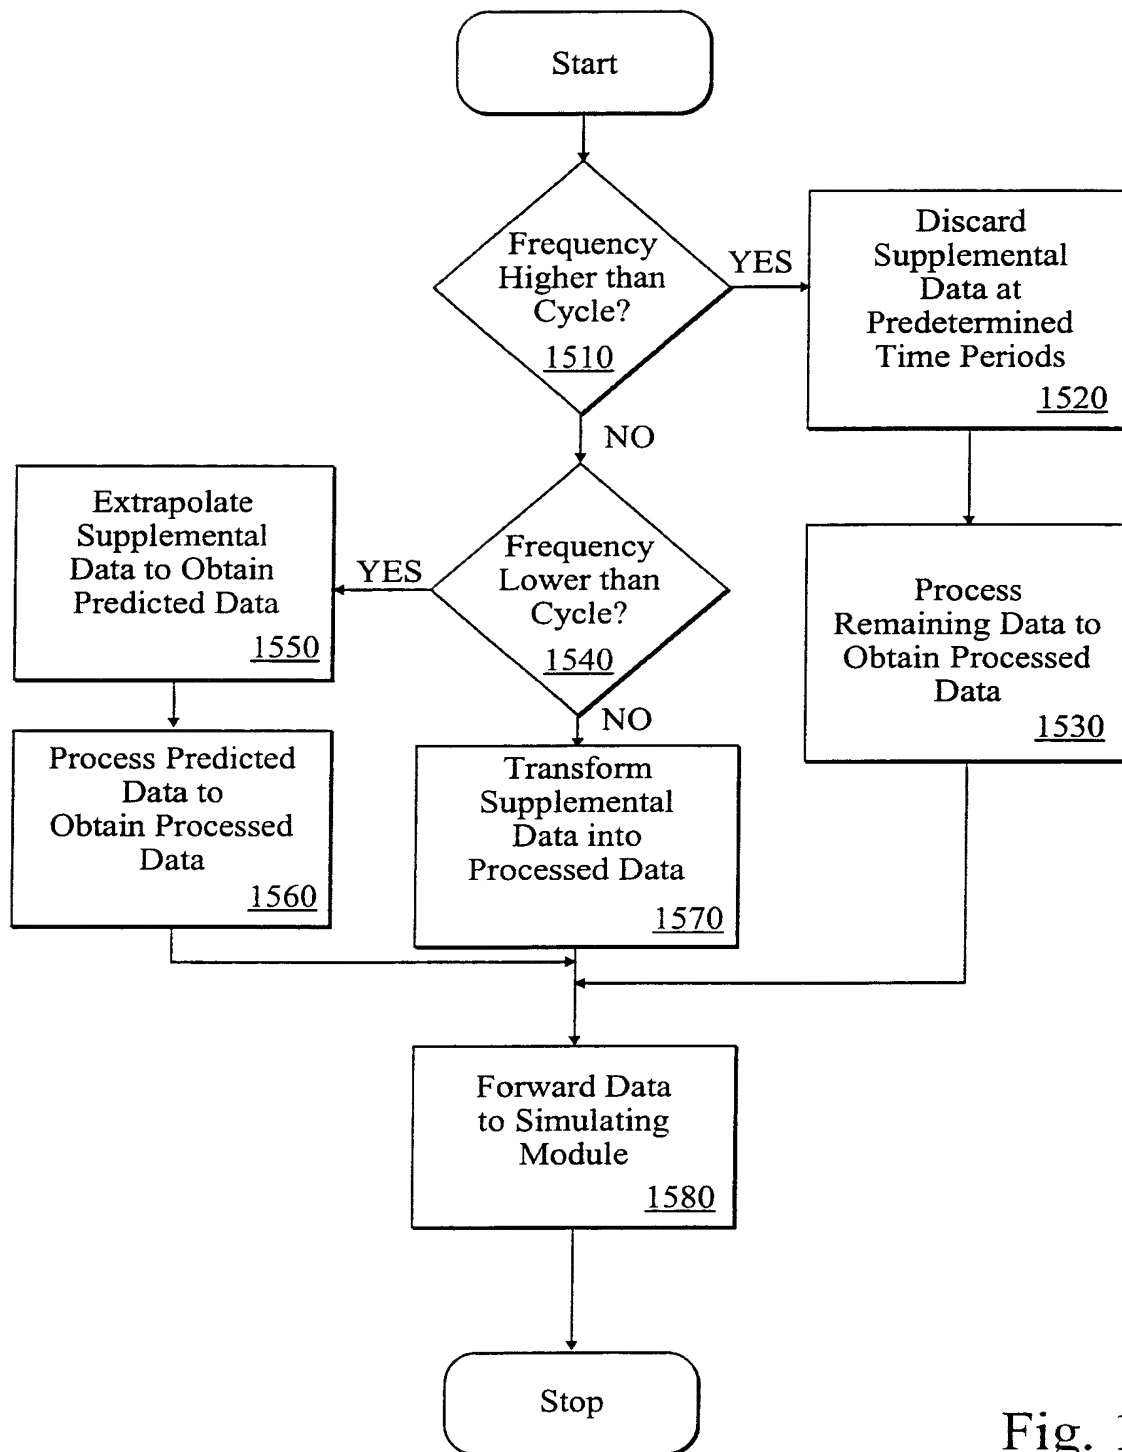 Start
Frequency
Higher than
Cycle?
1510
YES
Discard
Supplemental
Data at
Predetermined
Time Periods
1520
NO
Extrapolate
Supplemental
Data to Obtain
Predicted Data
1550
YES
Frequency
Lower than
Cycle?
1540
Process
Remaining Data to
Obtain Processed
Data
1530
NO
Process Predicted
Data to
Obtain Processed
Data
1560
Transform
Supplemental
Data into
Processed Data
1570
Forward Data
to Simulating
Module
1580
Stop
Fig.